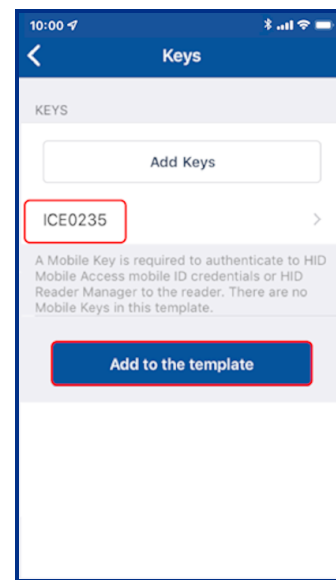 10:00
Keys
KEYS
Add Keys
ICE0235
A Mobile Key is required to authenticate to HID
Mobile Access mobile ID credentials or HID
Reader Manager to the reader. There are no
Mobile Keys in this template.
Add to the template